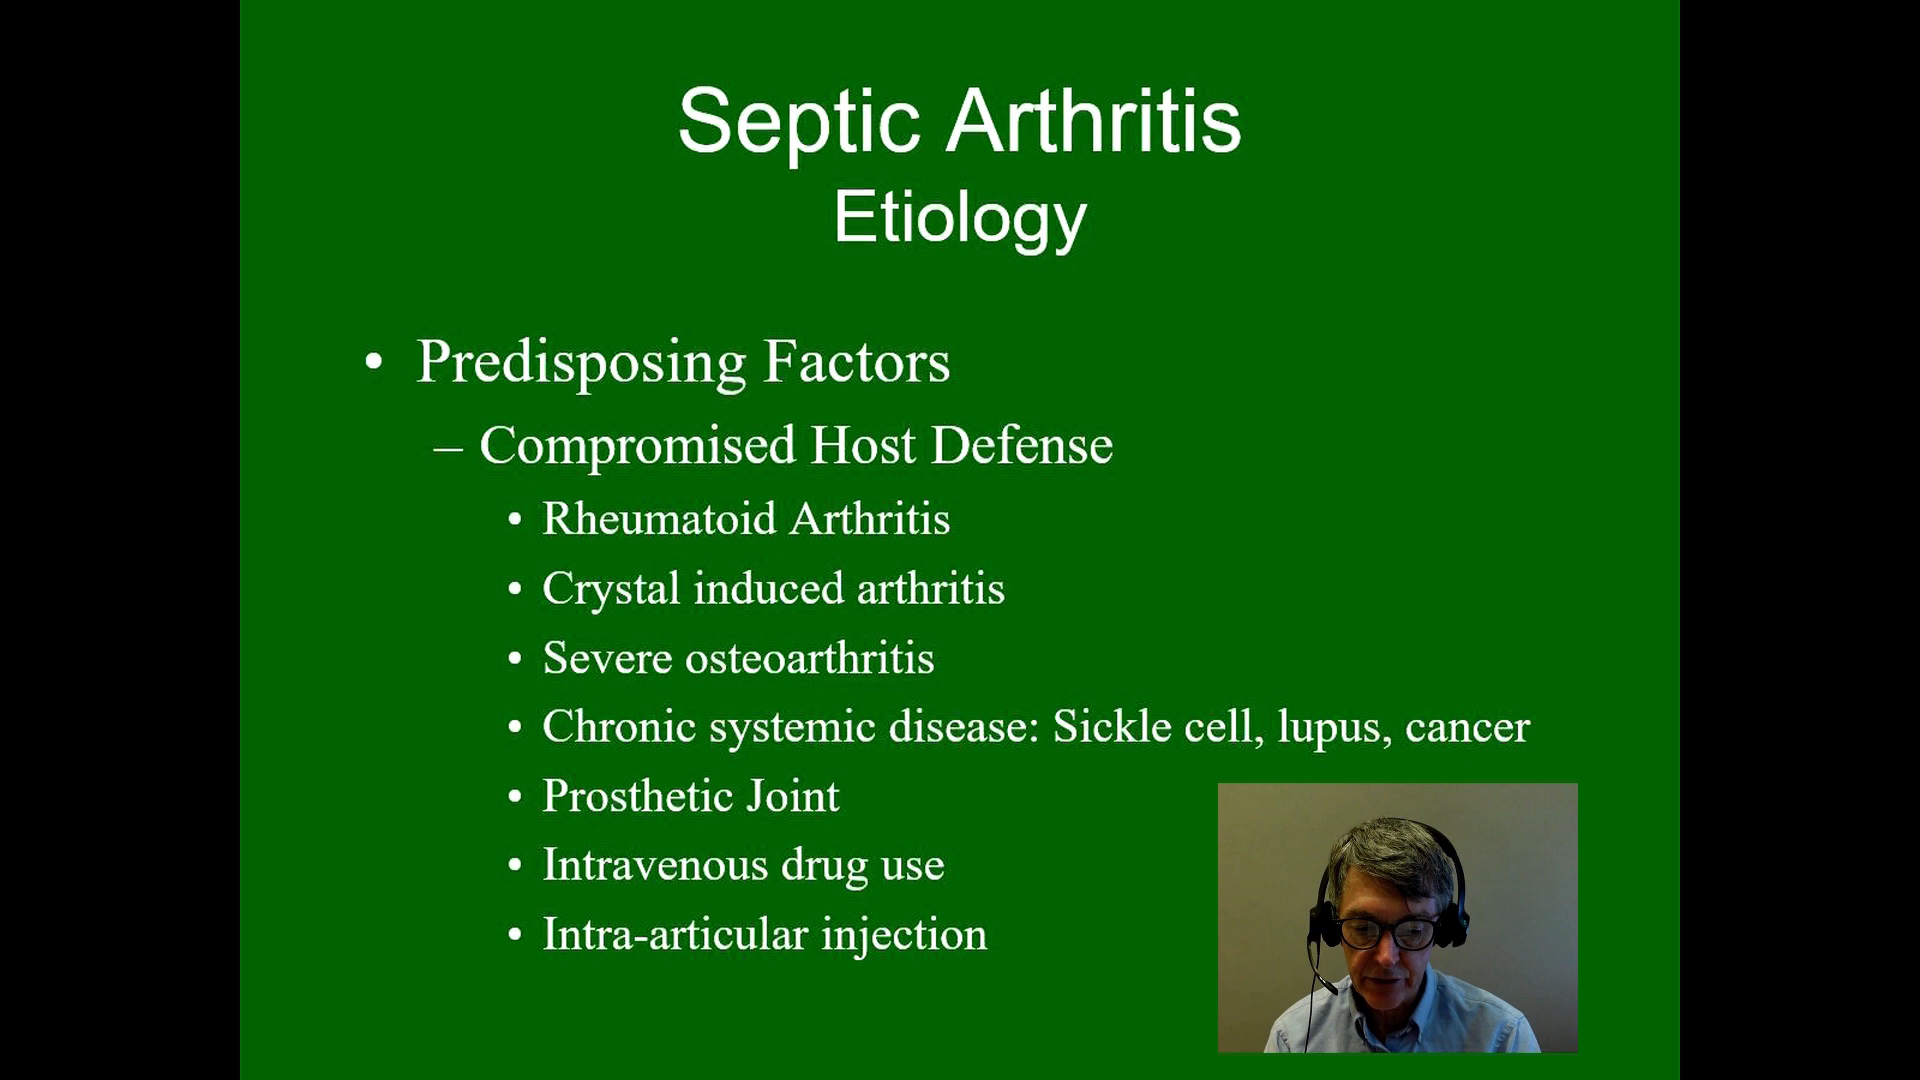 Septic Arthritis
Etiology
• Predisposing Factors
– Compromised Host Defense
• Rheumatoid Arthritis
• Crystal induced arthritis
• Severe osteoarthritis
• Chronic systemic disease: Sickle cell, lupus, cancer
• Prosthetic Joint
• Intravenous drug use
• Intra-articular injection